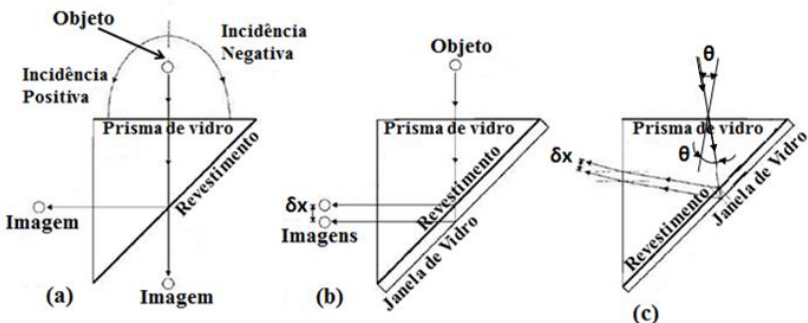 Objeto
Incidência
Negativa
Incidência
Positiva
Prisma de vidro
Revestimento
Imagem
Imagem
(a)
Objeto
Prisma de vidro
Revestimento
Janela de Vidro
δx
Imagens
(b)
θ
Prisma de vidro
θ
δx
Revestimento
Janela de Vidro
(c)